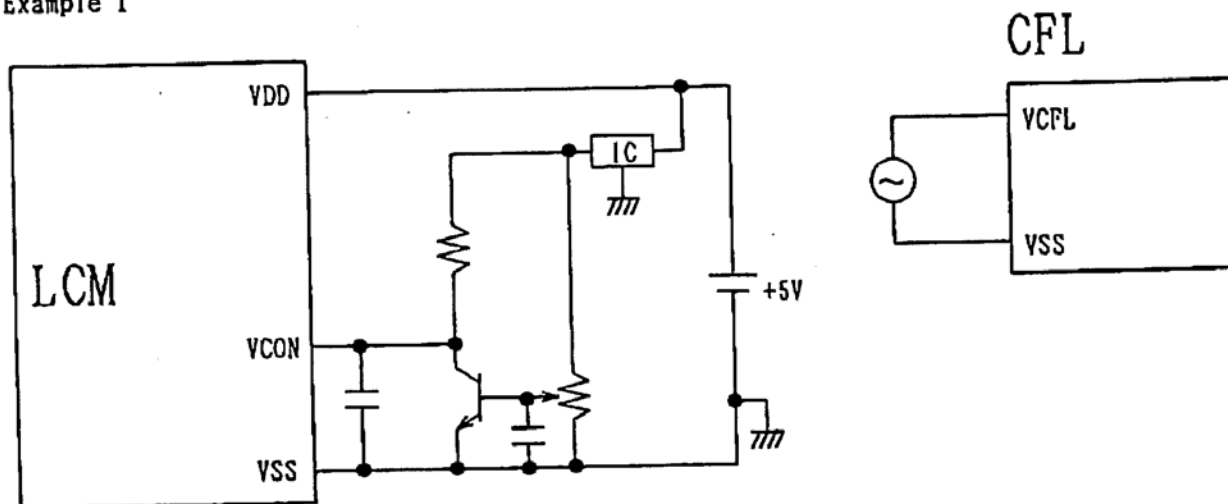 Example 1
CFL
VDD
VCFL
IC
VSS
LCM
+5V
VCON
VSS